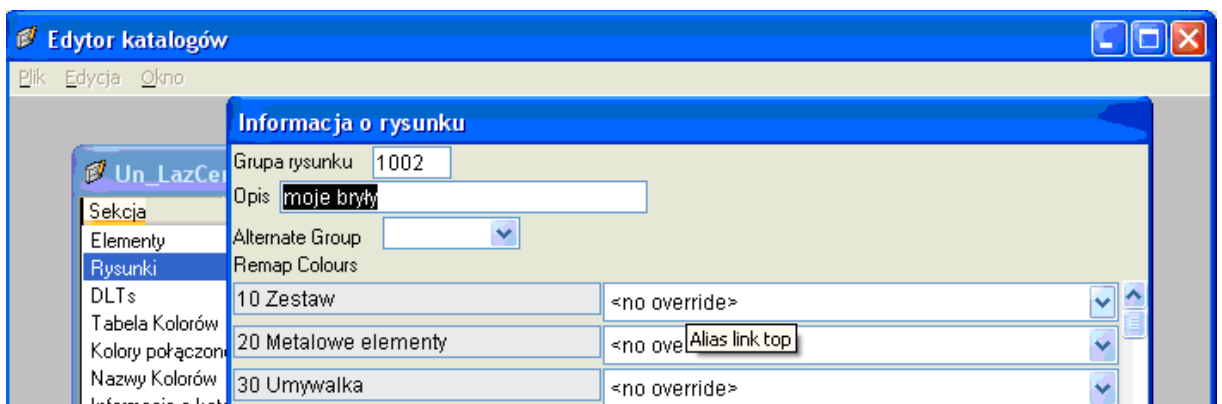 Edytor katalogów
Plik Edycja Okno
Informacja o rysunku
Grupa rysunku 1002
Un_LazCer
Opis moje bryły
Sekcja
Alternate Group
Elementy
Remap Colours
Rysunki
10 Zestaw <no override>
DLTs
Tabela Kolorów
Alias link top
20 Metalowe elementy <no ove
Kolory połączon
Nazwy Kolorów
30 Umywalka <no override>